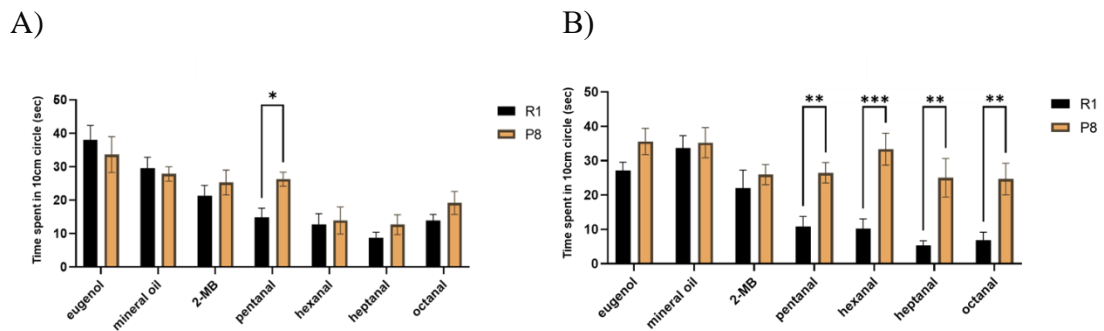 A)
B)
Time spent in 10cm circle (sec)
50
40
30
20
10
0
*
R1
P8
eugenol
mineral oil
2-MB
pentanal
hexanal
heptanal
octanal
Time spent in 10cm circle (sec)
50
40
30
20
10
0
**
***
**
**
R1
P8
eugenol
mineral oil
2-MB
pentanal
hexanal
heptanal
octanal